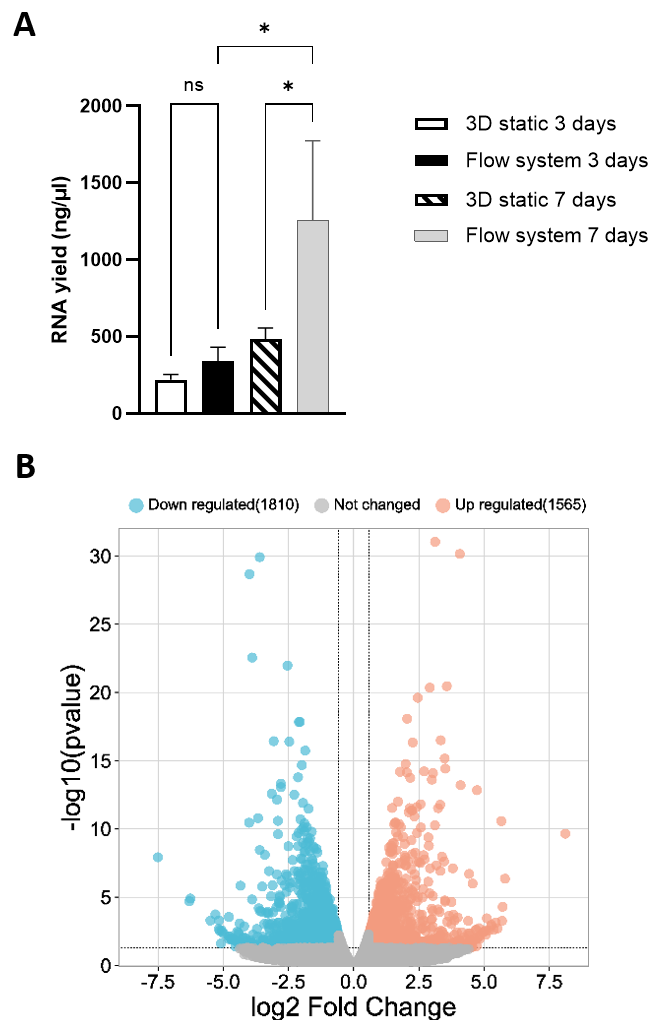 A
*
ns
*
2000
1500
1000
500
0
RNA yield (ng/µl)
3D static 3 days
Flow system 3 days
3D static 7 days
Flow system 7 days
B
Down regulated(1810) Not changed Up regulated(1565)
30
25
20
15
10
5
0
-log10(pvalue)
-7.5 -5.0 -2.5 0.0 2.5 5.0 7.5
log2 Fold Change